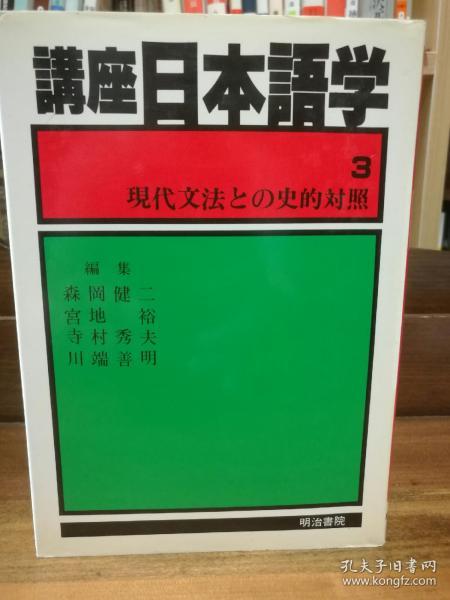 講座日本語学
3
現代文法との史的対照
編集
森岡健二
宮地 裕
寺村秀夫
川端善明
明治書院
孔夫子旧书网
www.kongfz.com